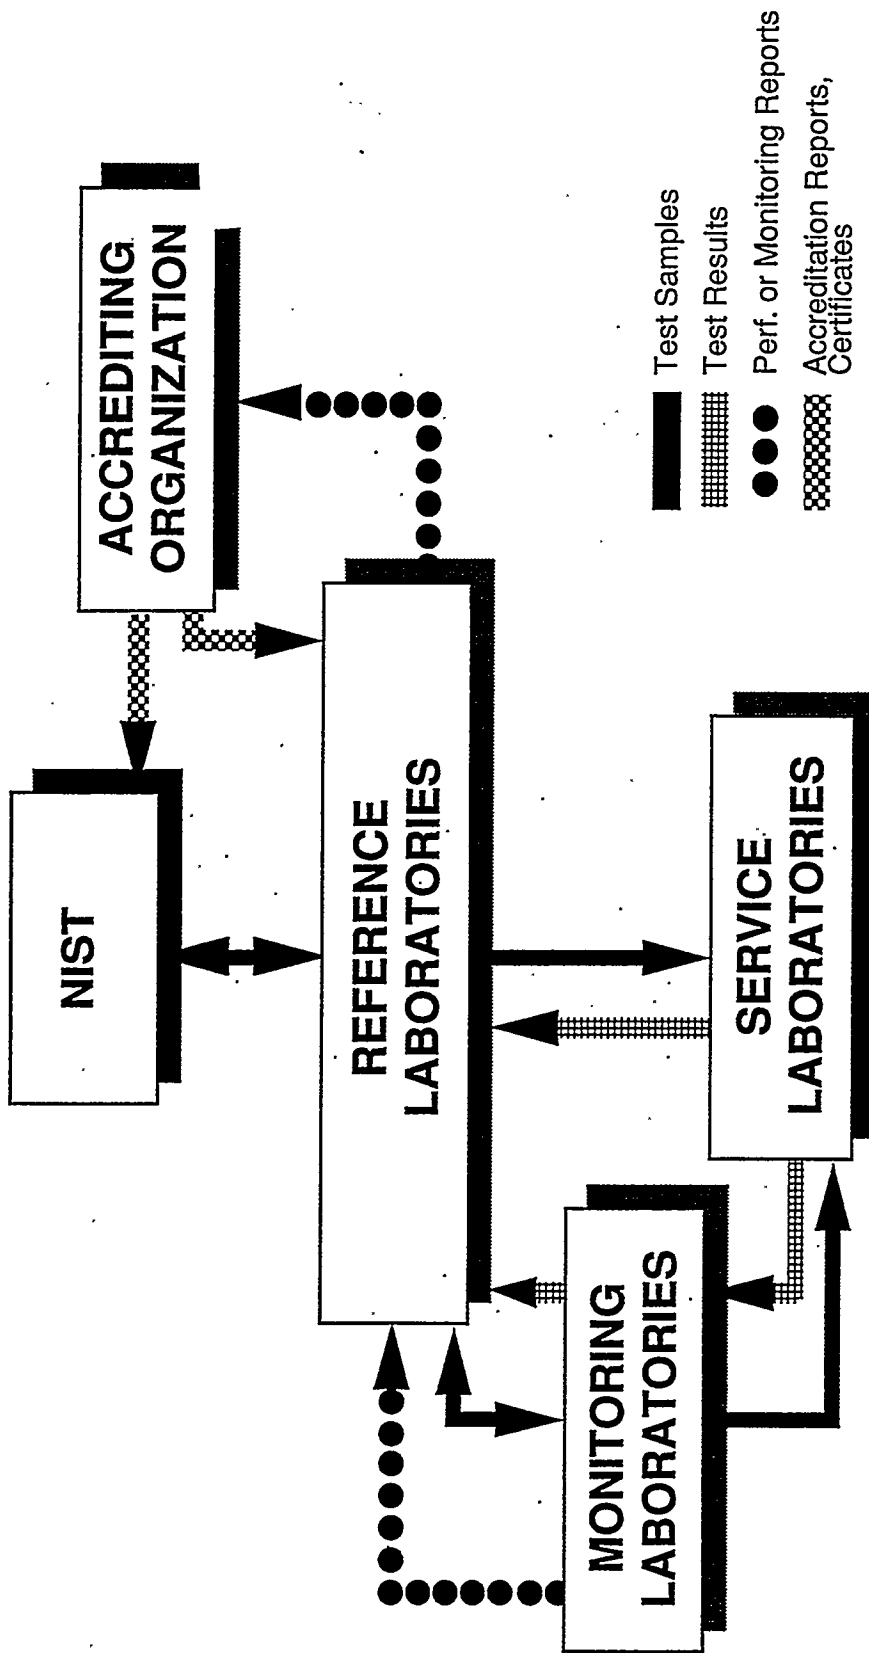 NIST
ACCREDITING
ORGANIZATION
REFERENCE
LABORATORIES
MONITORING
LABORATORIES
SERVICE
LABORATORIES
Test Samples
Test Results
Perf. or Monitoring Reports
Accreditation Reports,
Certificates